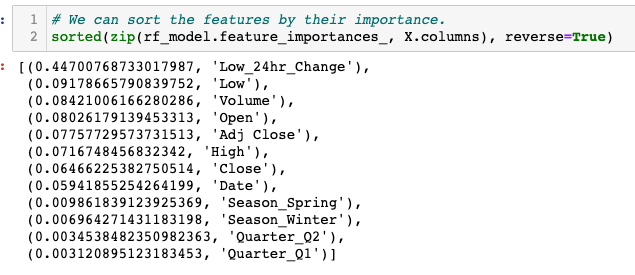 1 # We can sort the features by their importance.
2 sorted(zip(rf_model.feature_importances_, X.columns), reverse=True)
[(0.44700768733017987, 'Low_24hr_Change'),
(0.09178665790839752, 'Low'),
(0.08421006166280286, 'Volume'),
(0.08026179139453313, 'Open'),
(0.07757729573731513, 'Adj Close'),
(0.0716748456832342, 'High'),
(0.06466225382750514, 'Close'),
(0.05941855254264199, 'Date'),
(0.009861839123925369, 'Season_Spring'),
(0.006964271431183198, 'Season_Winter'),
(0.0034538482350982363, 'Quarter_Q2'),
(0.003120895123183453, 'Quarter_Q1')]